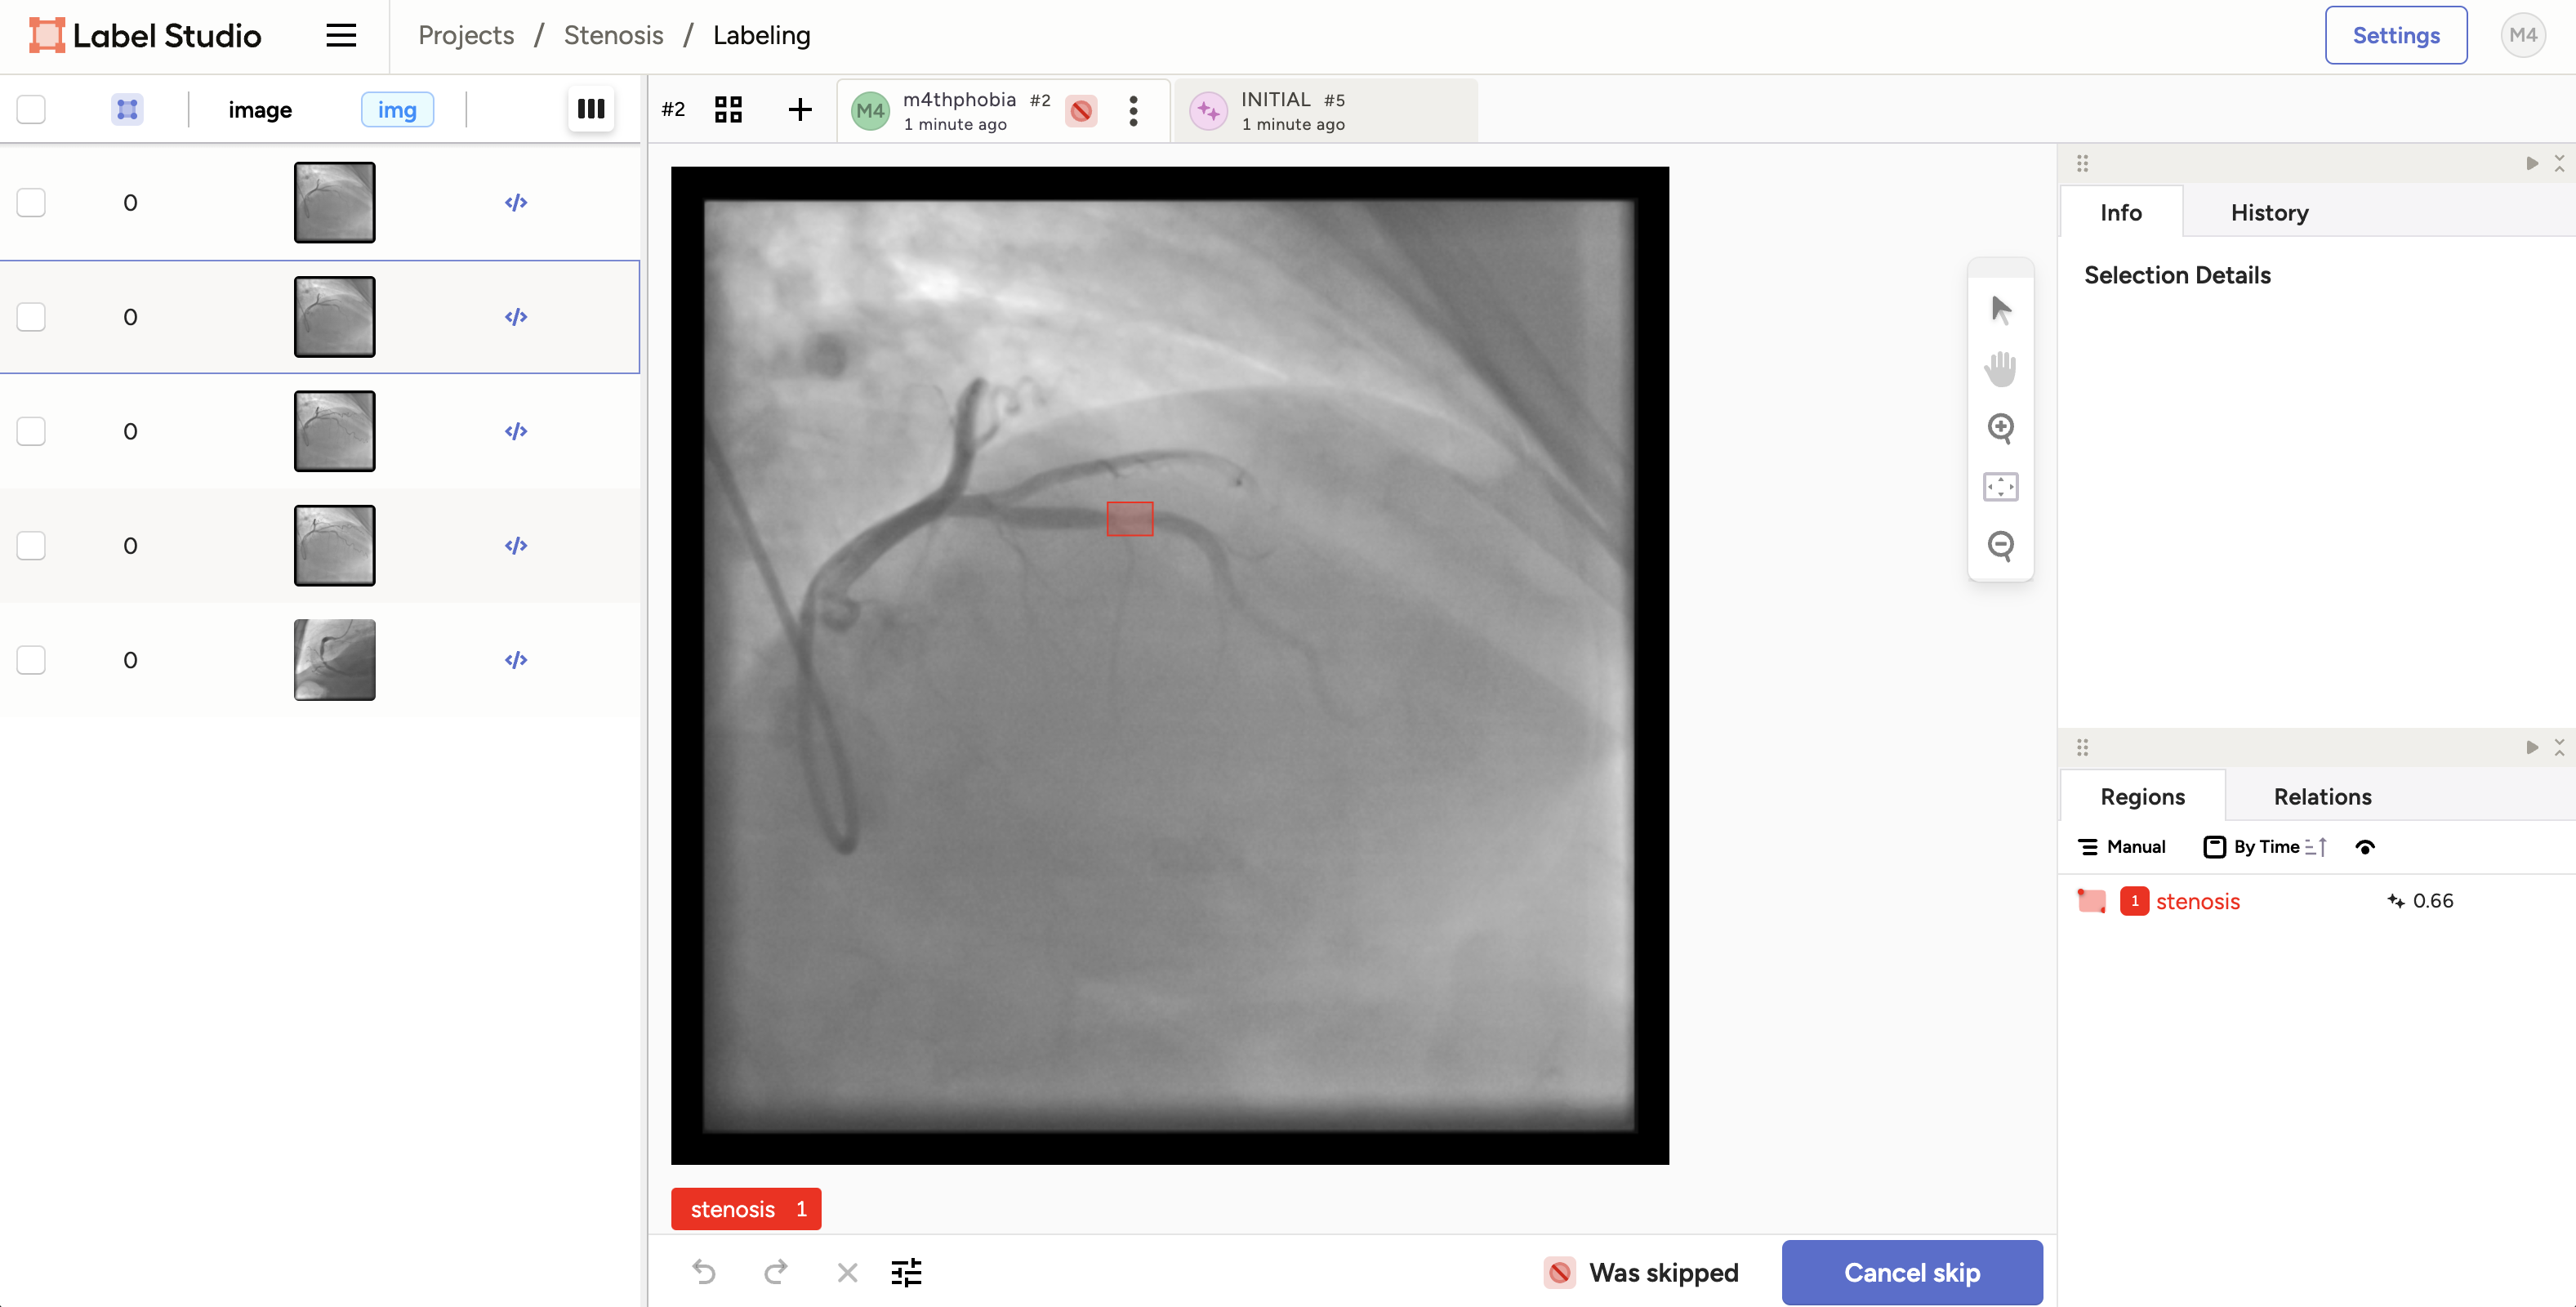 Label Studio
Projects / Stenosis / Labeling
Settings
M4
image img
#2
M4
m4thphobia #2
1 minute ago
INITIAL #5
1 minute ago
0
0
0
0
0
Info
History
Selection Details
Regions
Relations
Manual
By Time
1 stenosis 0.66
stenosis 1
Was skipped
Cancel skip